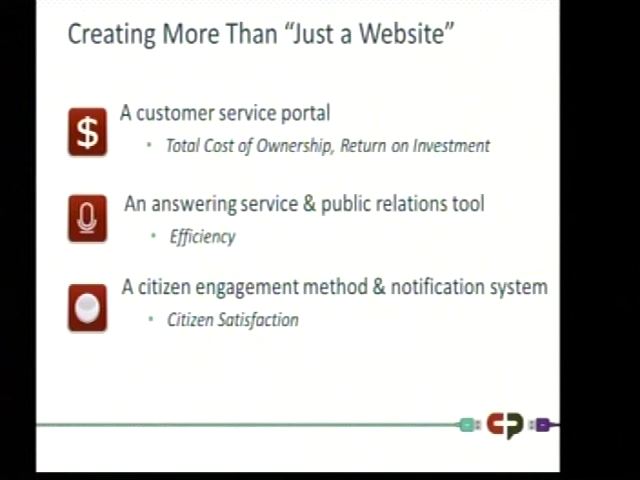 Creating More Than “Just a Website”
$
A customer service portal
• Total Cost of Ownership, Return on Investment
An answering service & public relations tool
• Efficiency
A citizen engagement method & notification system
• Citizen Satisfaction
CP